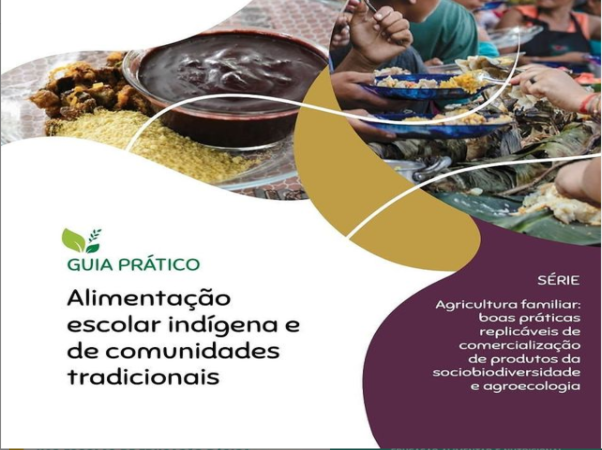 GUIA PRÁTICO
Alimentação
escolar indígena e
de comunidades
tradicionais
SÉRIE
Agricultura familiar:
boas práticas
replicáveis de
comercialização
de produtos da
sociobiodiversidade
e agroecologia